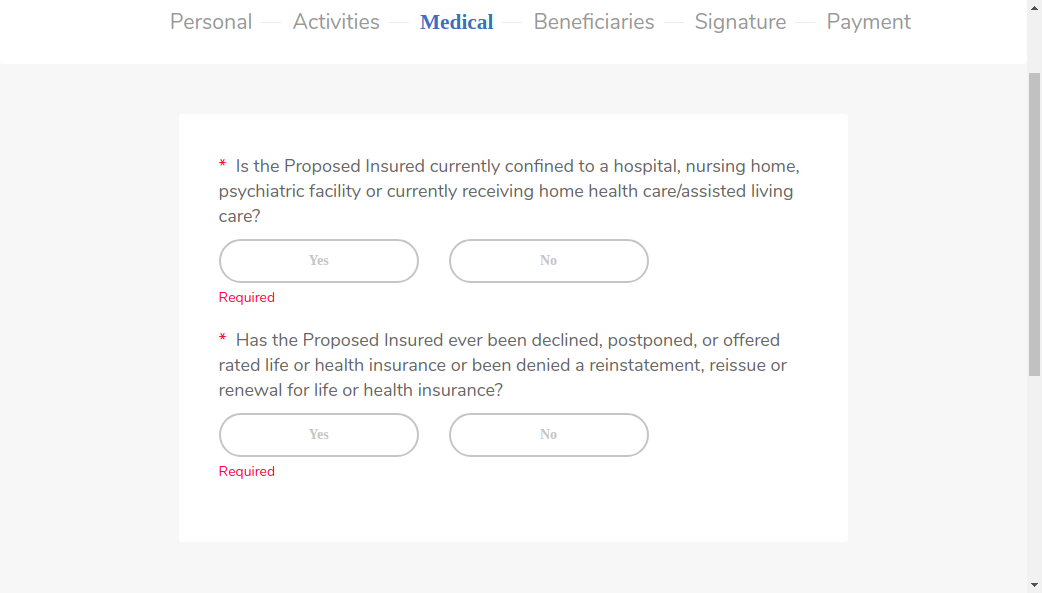 Personal Activities Medical Beneficiaries Signature Payment
* Is the Proposed Insured currently confined to a hospital, nursing home,
psychiatric facility or currently receiving home health care/assisted living
care?
Yes No
Required
* Has the Proposed Insured ever been declined, postponed, or offered
rated life or health insurance or been denied a reinstatement, reissue or
renewal for life or health insurance?
Yes No
Required